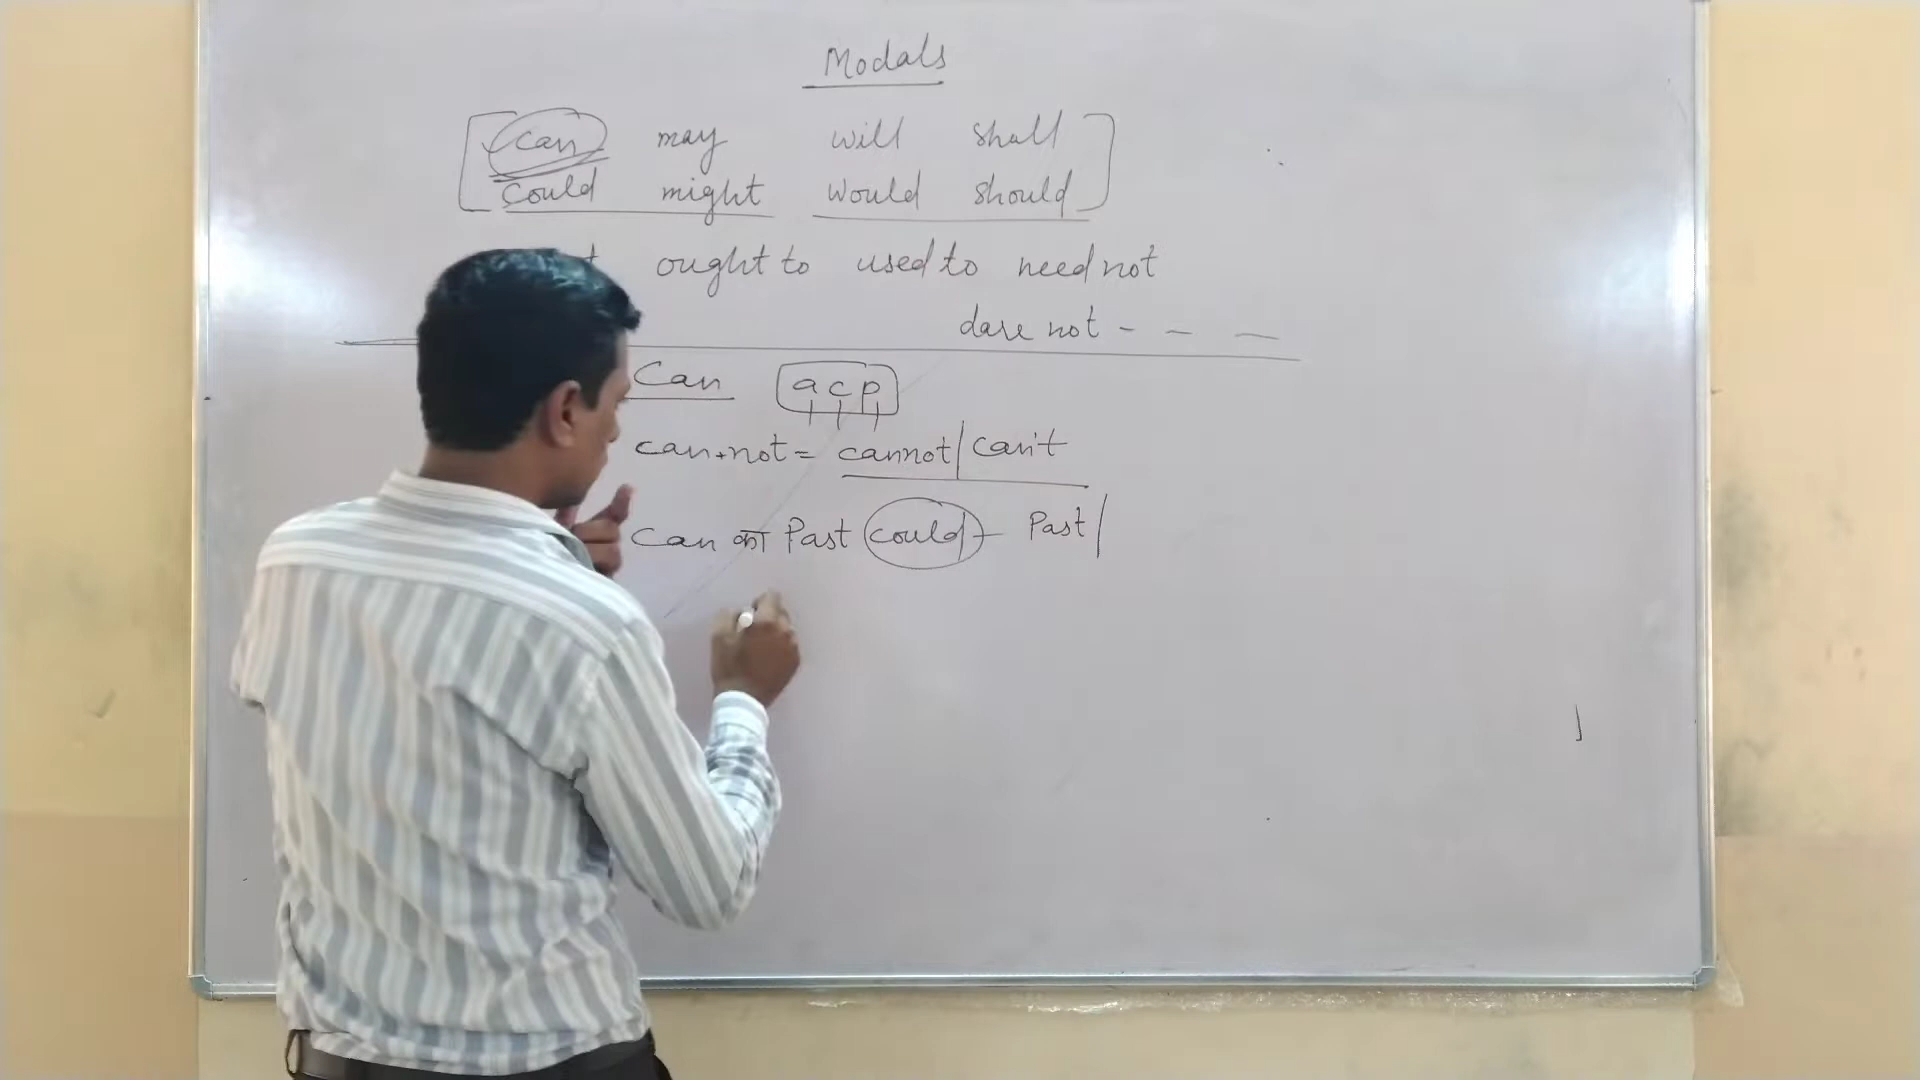 Modals
can may will shall
could might would should
ought to used to need not
dare not - - -
Can acp
can+not = cannot/can't
can का Past could - Past/